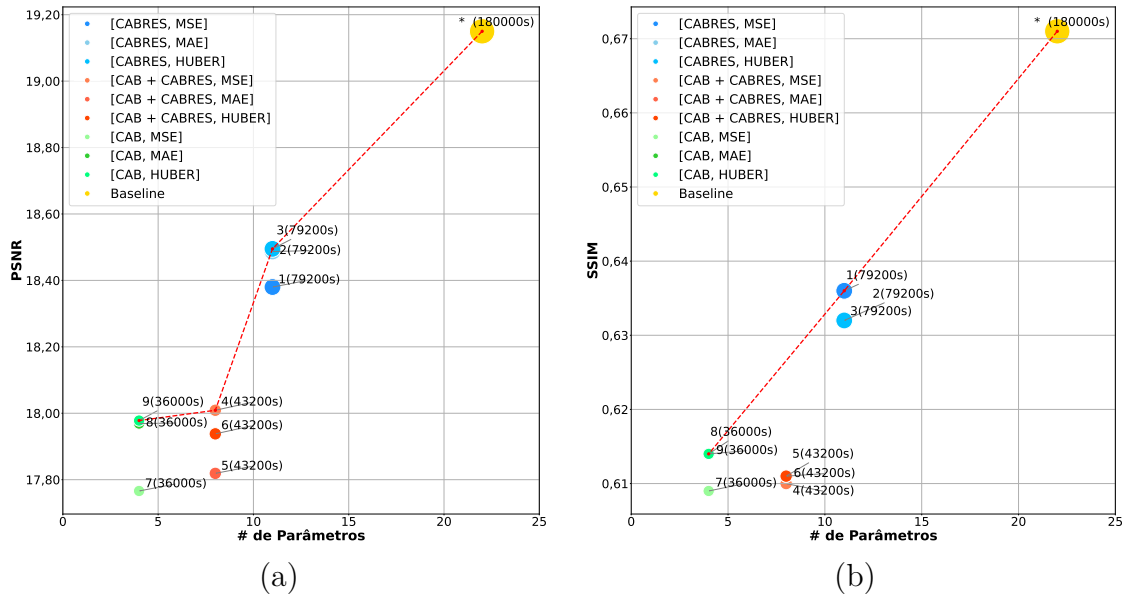 19,20
19,00
18,80
18,60
18,40
18,20
18,00
17,80
PSNR
[CABRES, MSE]
[CABRES, MAE]
[CABRES, HUBER]
[CAB + CABRES, MSE]
[CAB + CABRES, MAE]
[CAB + CABRES, HUBER]
[CAB, MSE]
[CAB, MAE]
[CAB, HUBER]
Baseline
* (180000s)
3(79200s)
2(79200s)
1(79200s)
9(36000s)
4(43200s)
8(36000s)
6(43200s)
5(43200s)
7(36000s)
0 5 10 15 20 25
# de Parâmetros
(a)
0,67
0,66
0,65
0,64
0,63
0,62
0,61
SSIM
[CABRES, MSE]
[CABRES, MAE]
[CABRES, HUBER]
[CAB + CABRES, MSE]
[CAB + CABRES, MAE]
[CAB + CABRES, HUBER]
[CAB, MSE]
[CAB, MAE]
[CAB, HUBER]
Baseline
* (180000s)
1(79200s)
2(79200s)
3(79200s)
8(36000s)
9(36000s)
5(43200s)
6(43200s)
7(36000s)
4(43200s)
0 5 10 15 20 25
# de Parâmetros
(b)